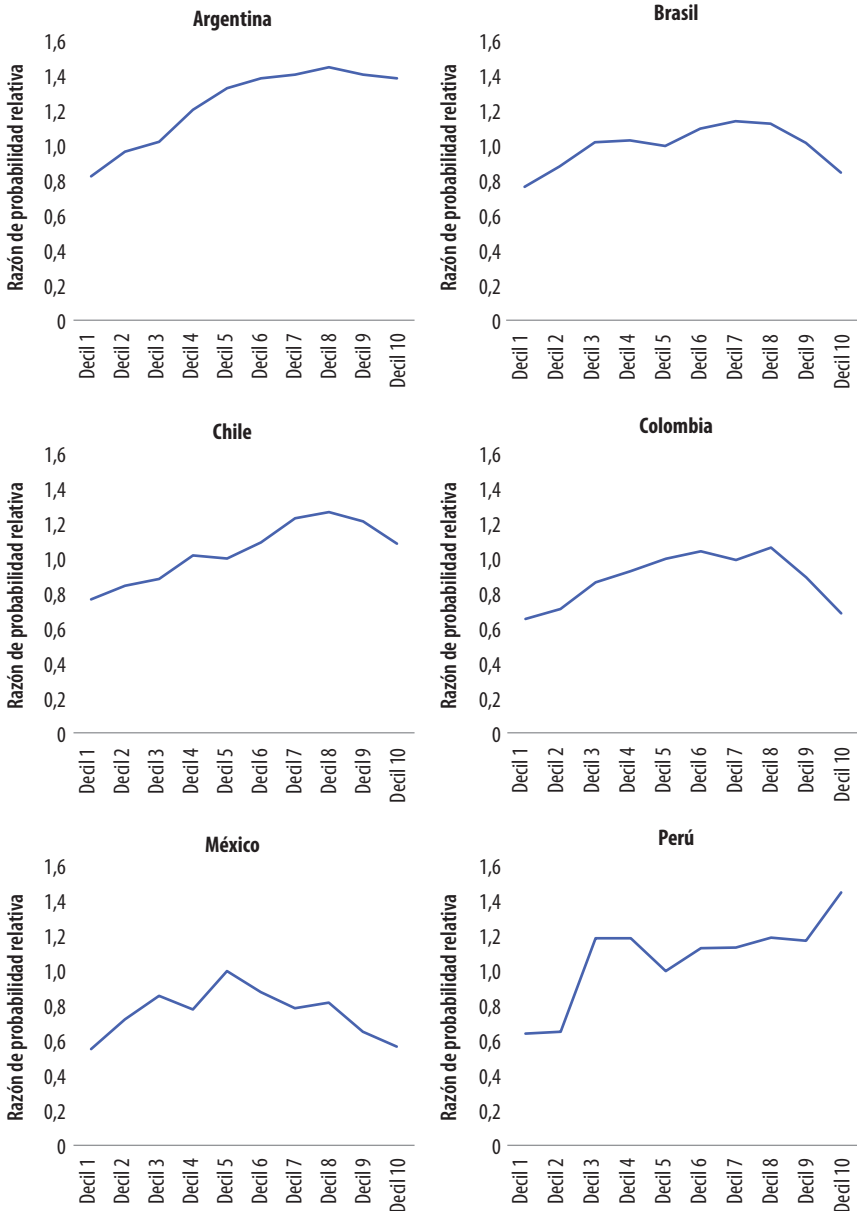 Argentina
Razón de probabilidad relativa
1,6
1,4
1,2
1,0
0,8
0,6
0,4
0,2
0
Decil 1
Decil 2
Decil 3
Decil 4
Decil 5
Decil 6
Decil 7
Decil 8
Decil 9
Decil 10
Brasil
Razón de probabilidad relativa
1,6
1,4
1,2
1,0
0,8
0,6
0,4
0,2
0
Decil 1
Decil 2
Decil 3
Decil 4
Decil 5
Decil 6
Decil 7
Decil 8
Decil 9
Decil 10
Chile
Razón de probabilidad relativa
1,6
1,4
1,2
1,0
0,8
0,6
0,4
0,2
0
Decil 1
Decil 2
Decil 3
Decil 4
Decil 5
Decil 6
Decil 7
Decil 8
Decil 9
Decil 10
Colombia
Razón de probabilidad relativa
1,6
1,4
1,2
1,0
0,8
0,6
0,4
0,2
0
Decil 1
Decil 2
Decil 3
Decil 4
Decil 5
Decil 6
Decil 7
Decil 8
Decil 9
Decil 10
México
Razón de probabilidad relativa
1,6
1,4
1,2
1,0
0,8
0,6
0,4
0,2
0
Decil 1
Decil 2
Decil 3
Decil 4
Decil 5
Decil 6
Decil 7
Decil 8
Decil 9
Decil 10
Perú
Razón de probabilidad relativa
1,6
1,4
1,2
1,0
0,8
0,6
0,4
0,2
0
Decil 1
Decil 2
Decil 3
Decil 4
Decil 5
Decil 6
Decil 7
Decil 8
Decil 9
Decil 10